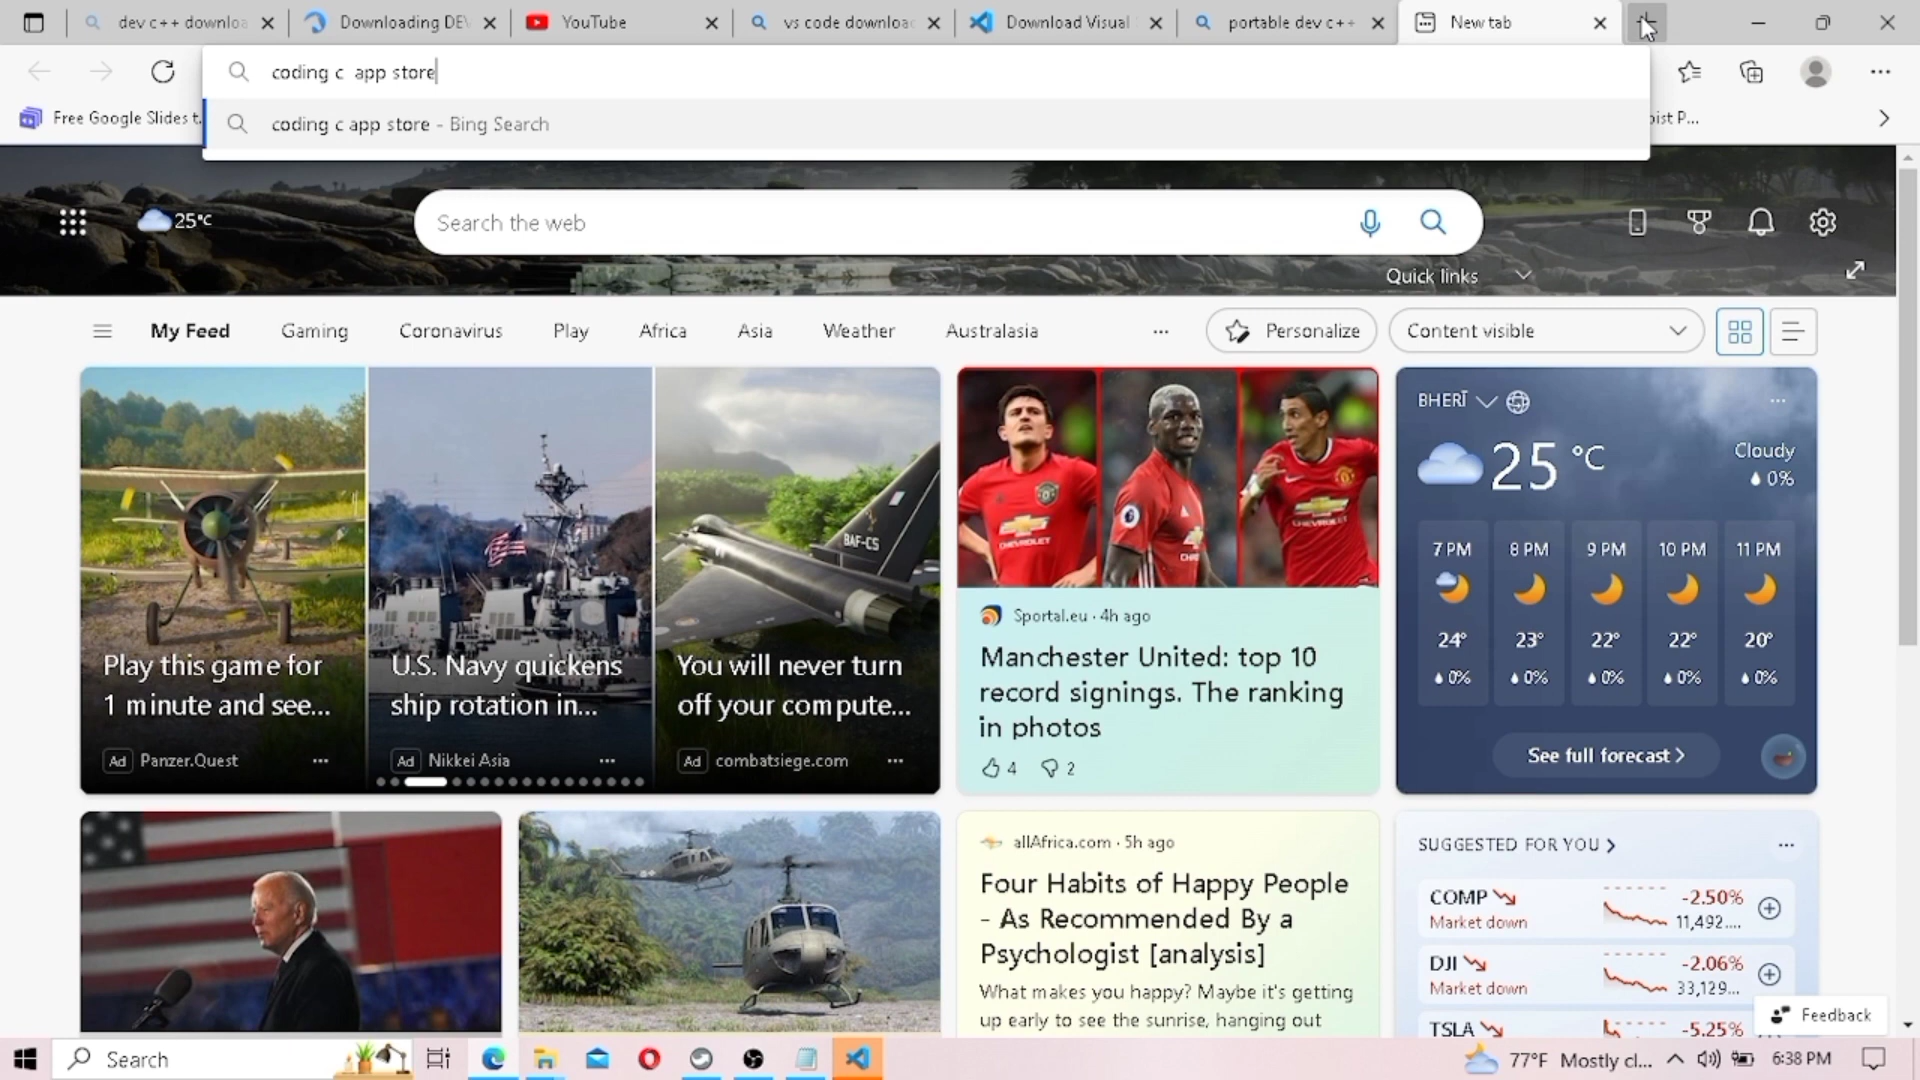 dev c++ downloa
Downloading DEV
YouTube
vs code download
Download Visual
portable dev c++
New tab
coding c  app store
Free Google Slides t...
coding c app store - Bing Search
oist P...
25°C
Search the web
Quick links
My Feed
Gaming
Coronavirus
Play
Africa
Asia
Weather
Australasia
...
Personalize
Content visible
Play this game for
1 minute and see...
Ad Panzer.Quest
U.S. Navy quickens
ship rotation in...
Ad Nikkei Asia
BAF-CS
You will never turn
off your compute...
Ad combatsiege.com
CHEVROLET
CHEVROLET
Sportal.eu · 4h ago
Manchester United: top 10
record signings. The ranking
in photos
4
2
BHERĪ
25 °C
Cloudy
0%
7 PM 8 PM 9 PM 10 PM 11 PM
24° 23° 22° 22° 20°
0% 0% 0% 0% 0%
See full forecast
allAfrica.com · 5h ago
Four Habits of Happy People
- As Recommended By a
Psychologist [analysis]
What makes you happy? Maybe it's getting
up early to see the sunrise, hanging out
SUGGESTED FOR YOU
COMP -2.50%
Market down 11,492....
DJI -2.06%
Market down 33,129...
TSLA -5.25%
Feedback
Search
77°F Mostly cl...
6:38 PM